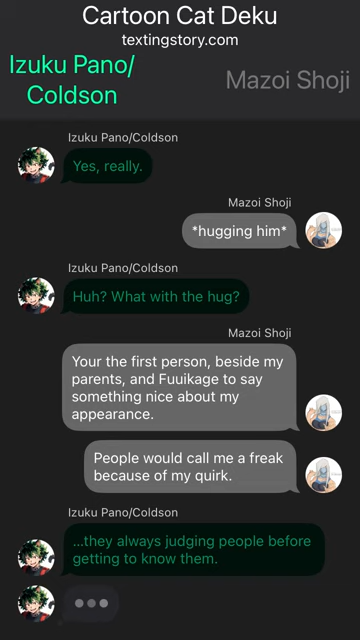 Cartoon Cat Deku
textingstory.com
Izuku Pano/
Coldson
Mazoi Shoji
Izuku Pano/Coldson
Yes, really.
Mazoi Shoji
*hugging him*
Izuku Pano/Coldson
Huh? What with the hug?
Mazoi Shoji
Your the first person, beside my
parents, and Fuuikage to say
something nice about my
appearance.
People would call me a freak
because of my quirk.
Izuku Pano/Coldson
...they always judging people before
getting to know them.